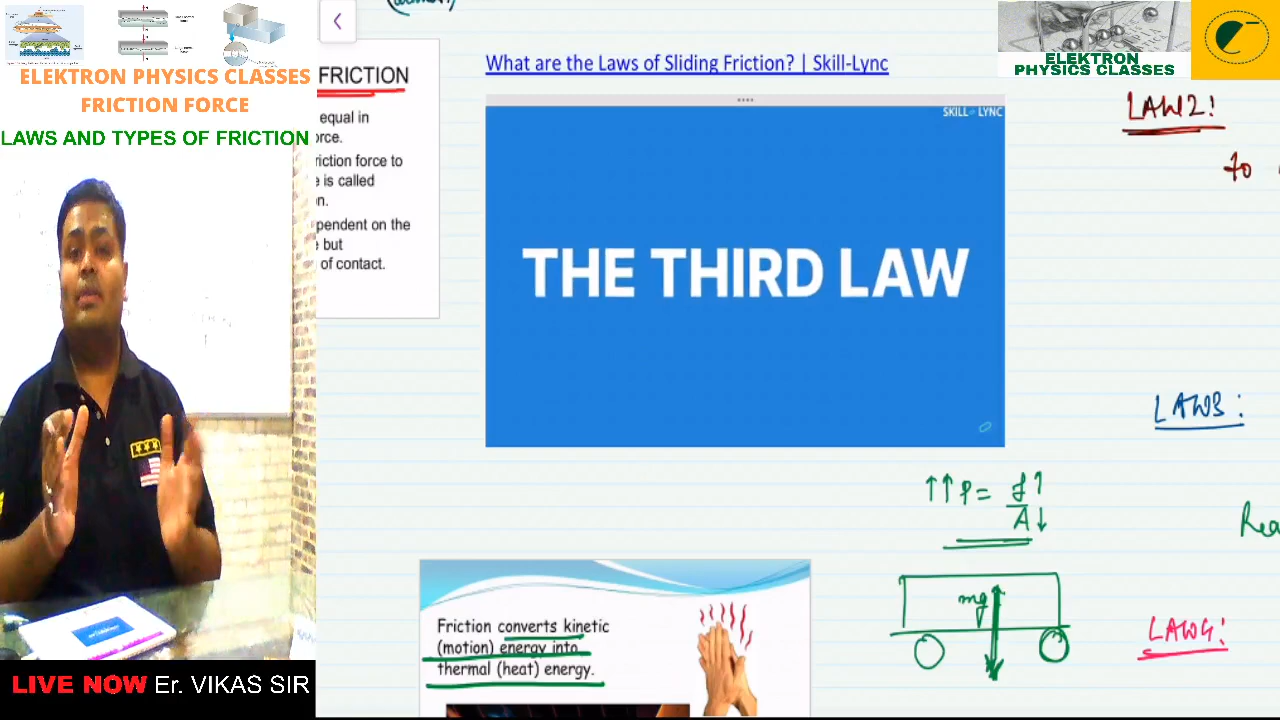 ELEKTRON PHYSICS CLASSES
FRICTION FORCE
LAWS AND TYPES OF FRICTION
FRICTION
equal in
orce.
riction force to
e is called
n.
pendent on the
e but
of contact.
What are the Laws of Sliding Friction? | Skill-Lync
SKILL LYNC
THE THIRD LAW
ELEKTRON
PHYSICS CLASSES
LAW2!
LAW3:
↑↑ P = f↑
A↓
mg
LAW4!
Friction converts kinetic
(motion) energy into
thermal (heat) energy.
LIVE NOW Er. VIKAS SIR